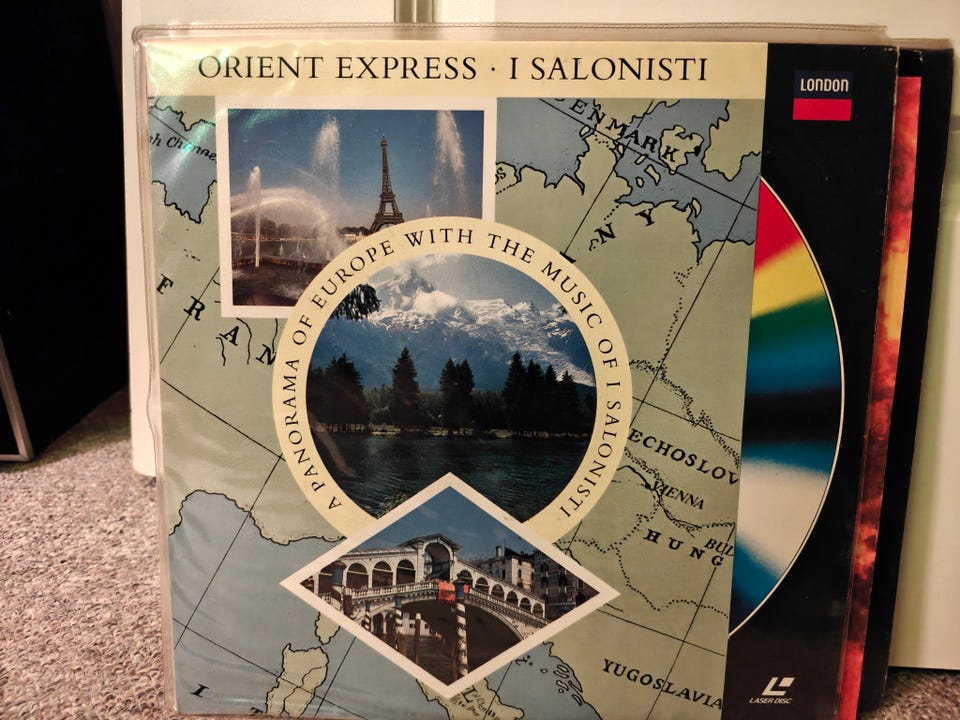 ORIENT EXPRESS · I SALONISTI
LONDON
A PANORAMA OF EUROPE WITH THE MUSIC OF I SALONISTI
DENMARK
FRAN
ECHOSLOV
VIENNA
HUNG
YUGOSLAVIA
LASER DISC